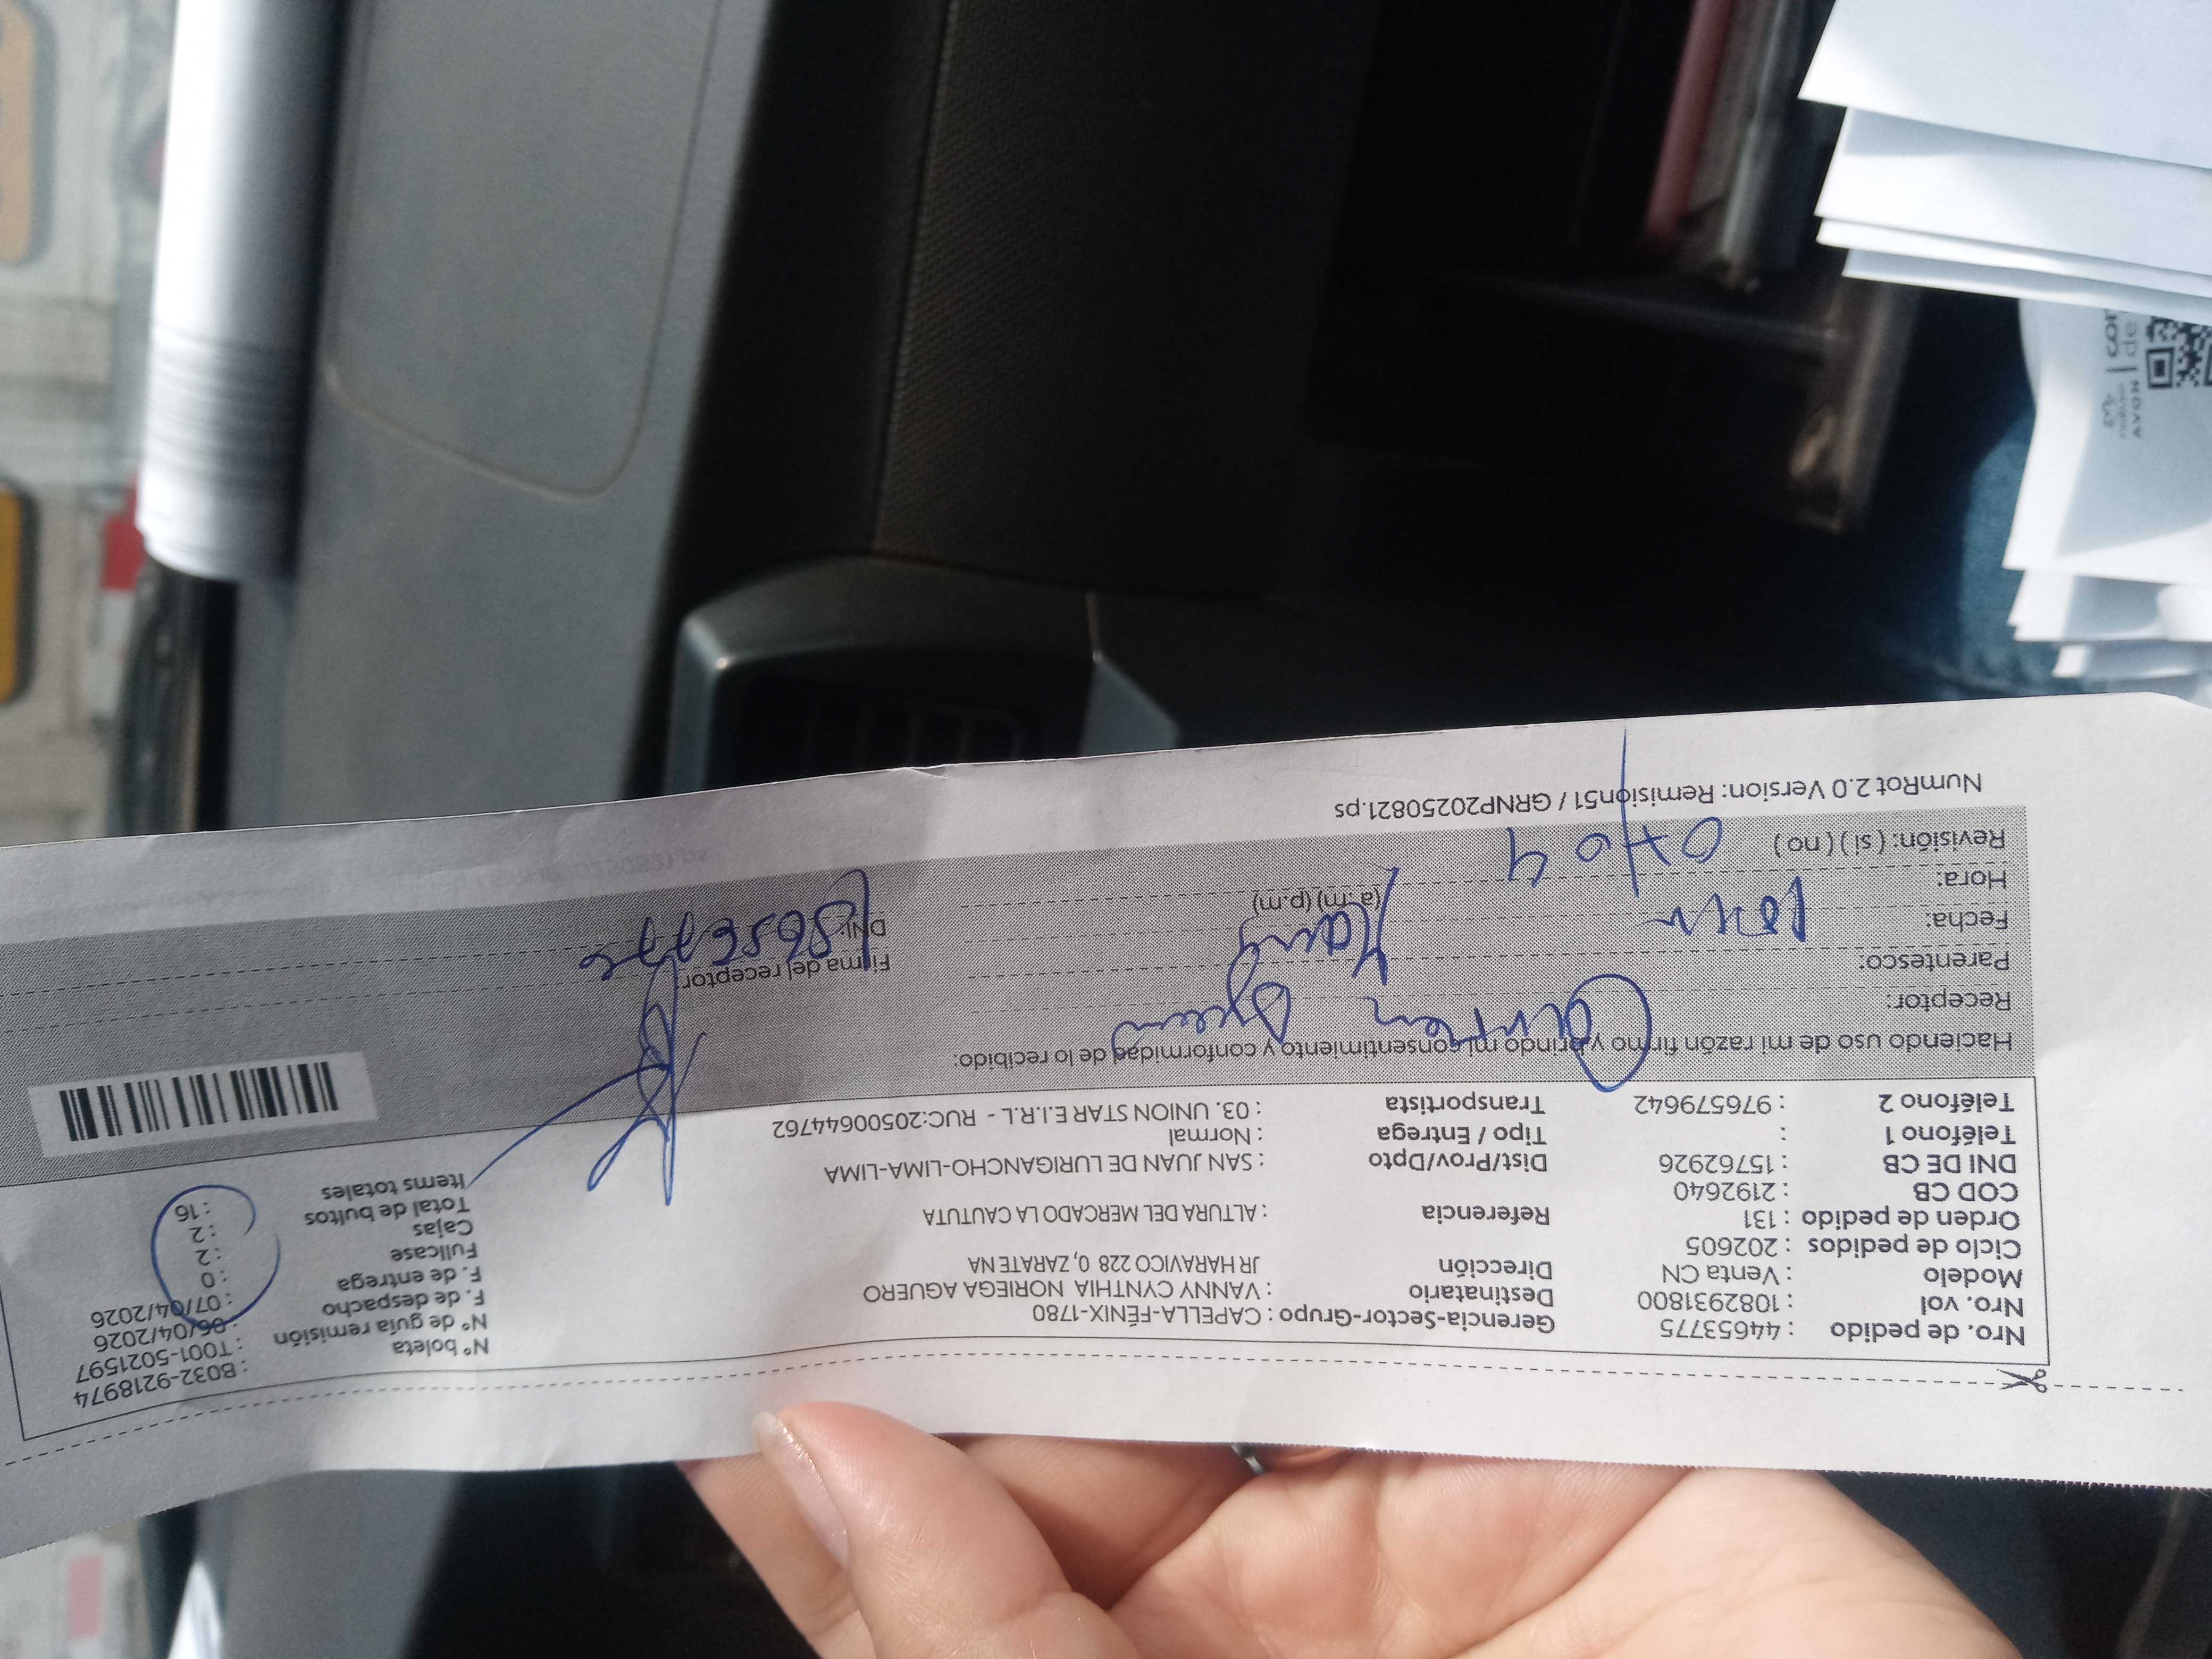 Nro. de pedido : 44653775
Nro. vol : 1082931800
Modelo : Venta CN
Ciclo de pedidos : 202605
Orden de pedido : 131
COD CB : 2192640
DNI DE CB : 15762926
Teléfono 1 :
Teléfono 2 : 976579642
Gerencia-Sector-Grupo : CAPELLA-FÉNIX-1780
Destinatario : VANNY CYNTHIA NORIEGA AGUERO
Dirección JR HARAVICO 228 0, ZARATE NA
Referencia : ALTURA DEL MERCADO LA CAUTUTA
Dist/Prov/Dpto : SAN JUAN DE LURIGANCHO-LIMA-LIMA
Tipo / Entrega : Normal
Transportista : 03. UNION STAR E.I.R.L - RUC:20500644762
N° boleta : B032-9218974
N° de guía remisión : T001-5021597
F. de despacho : 06/04/2026
F. de entrega : 07/04/2026
Fullcase : 0
Cajas : 2
Total de bultos : 2
Items totales : 16
Haciendo uso de mi razón firmo y brindo mi consentimiento y conformidad de lo recibido:
Receptor:
Parentesco:
Fecha:
Hora: (a.m) (p.m)
Revisión: (si) (no)
Firma del receptor:
DNI:
NumRot 2.0 Version: Remisión51 / GRNP20250821.ps
con
de
NOVA